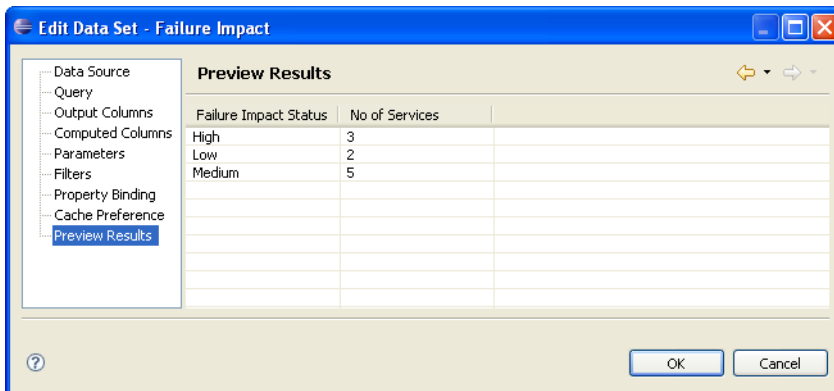 Edit Data Set - Failure Impact
Data Source
Query
Output Columns
Computed Columns
Parameters
Filters
Property Binding
Cache Preference
Preview Results
Preview Results
Failure Impact Status No of Services
High 3
Low 2
Medium 5
?
OK Cancel